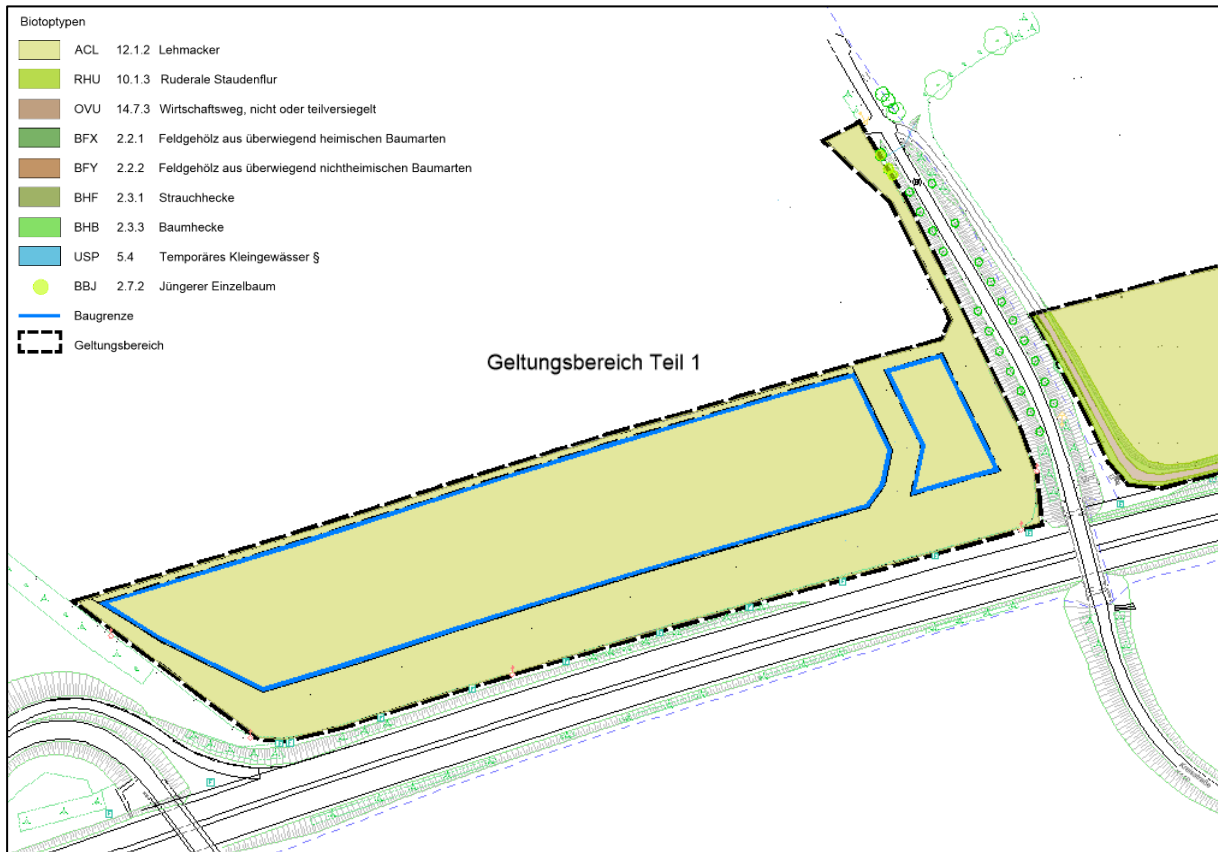 Biotoptypen
ACL 12.1.2 Lehmacker
RHU 10.1.3 Ruderale Staudenflur
OVU 14.7.3 Wirtschaftsweg, nicht oder teilversiegelt
BFX 2.2.1 Feldgehölz aus überwiegend heimischen Baumarten
BFY 2.2.2 Feldgehölz aus überwiegend nichtheimischen Baumarten
BHF 2.3.1 Strauchhecke
BHB 2.3.3 Baumhecke
USP 5.4 Temporäres Kleingewässer §
BBJ 2.7.2 Jüngerer Einzelbaum
Baugrenze
Geltungsbereich
Geltungsbereich Teil 1